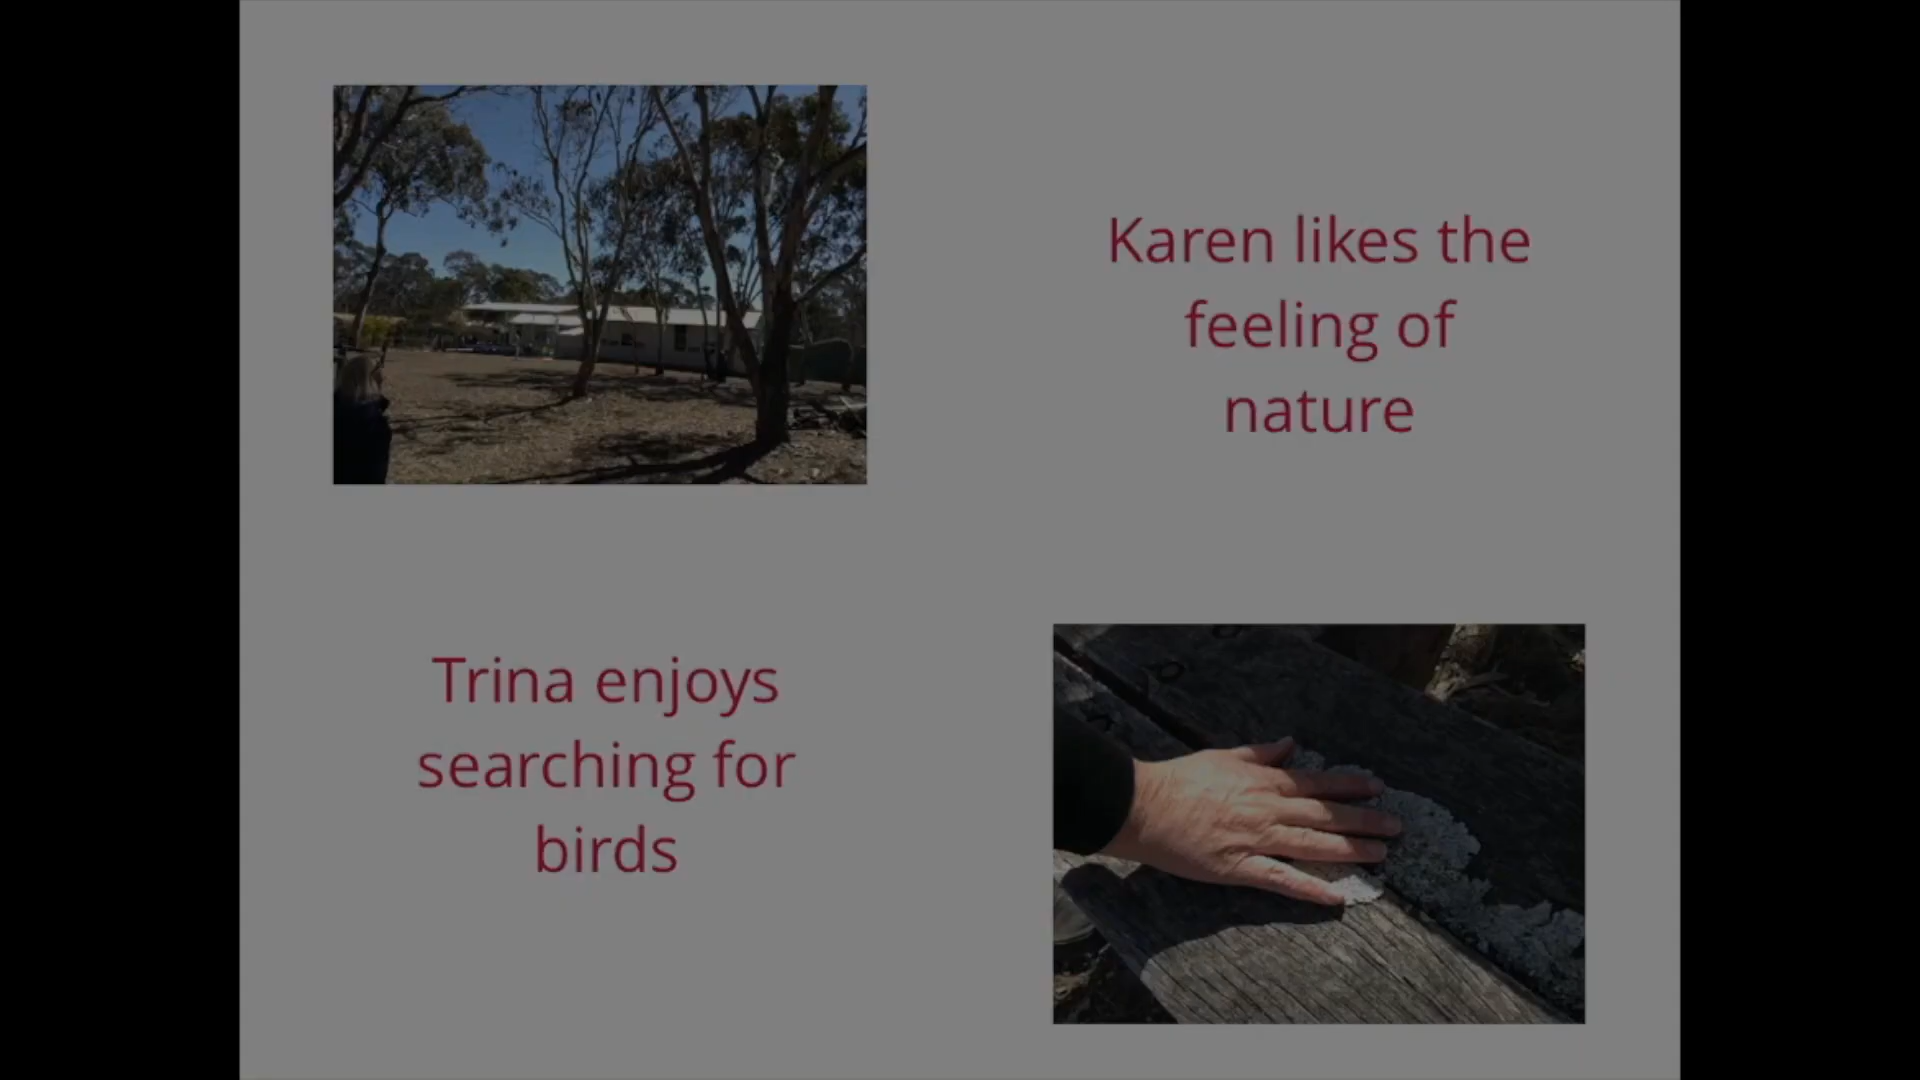 Karen likes the
feeling of
nature
Trina enjoys
searching for
birds